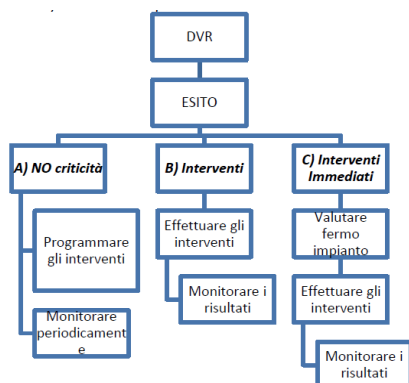 DVR
ESITO
A) NO criticità
Programmare
gli interventi
Monitorare
periodicament
e
B) Interventi
Effettuare gli
interventi
Monitorare i
risultati
C) Interventi
Immediati
Valutare
fermo
impianto
Effettuare gli
interventi
Monitorare i
risultati